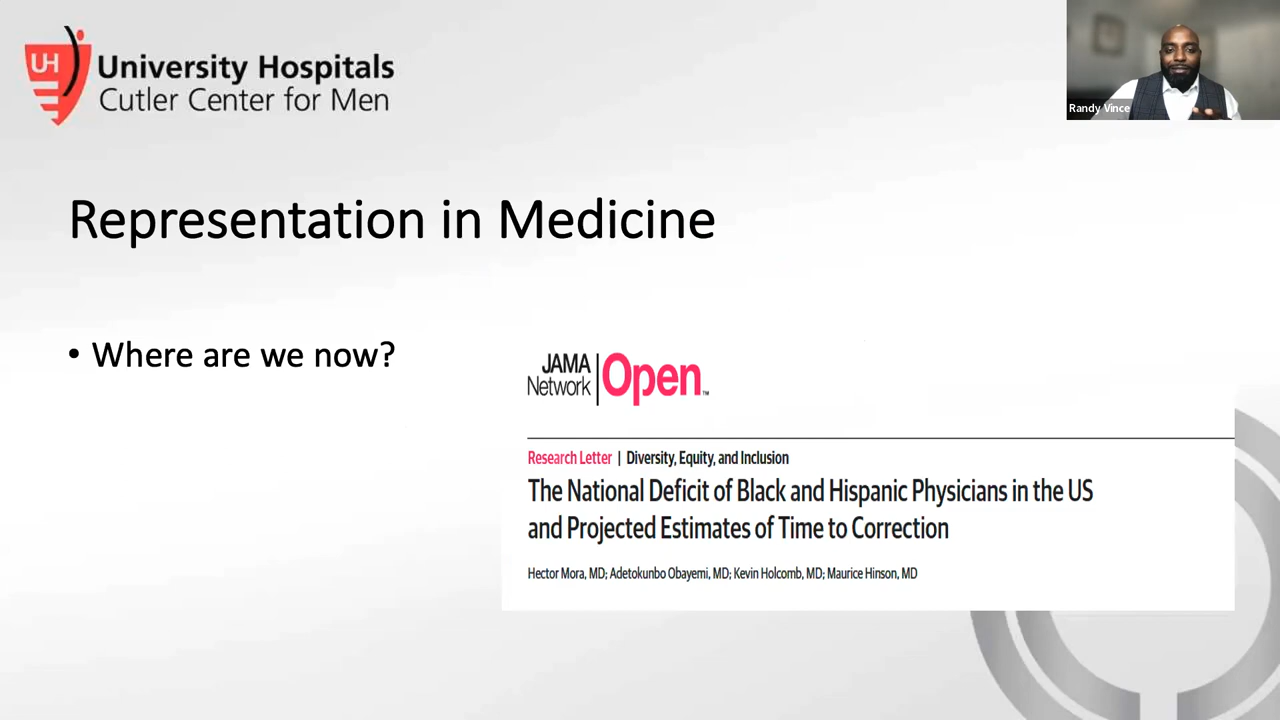 UH
University Hospitals
Cutler Center for Men
Randy Vince
Representation in Medicine
• Where are we now?
JAMA
Network
Open™
Research Letter | Diversity, Equity, and Inclusion
The National Deficit of Black and Hispanic Physicians in the US
and Projected Estimates of Time to Correction
Hector Mora, MD; Adetokunbo Obayemi, MD; Kevin Holcomb, MD; Maurice Hinson, MD